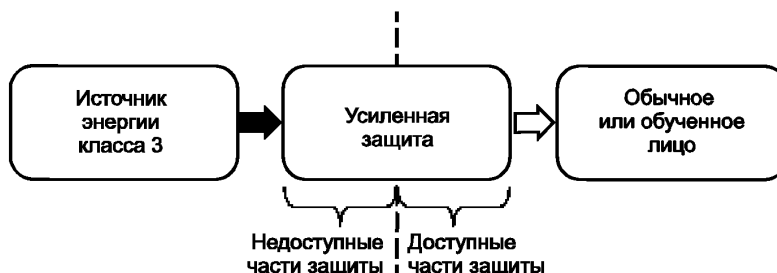 Источник
энергии
класса 3
Усиленная
защита
Обычное
или обученное
лицо
Недоступные
части защиты
Доступные
части защиты